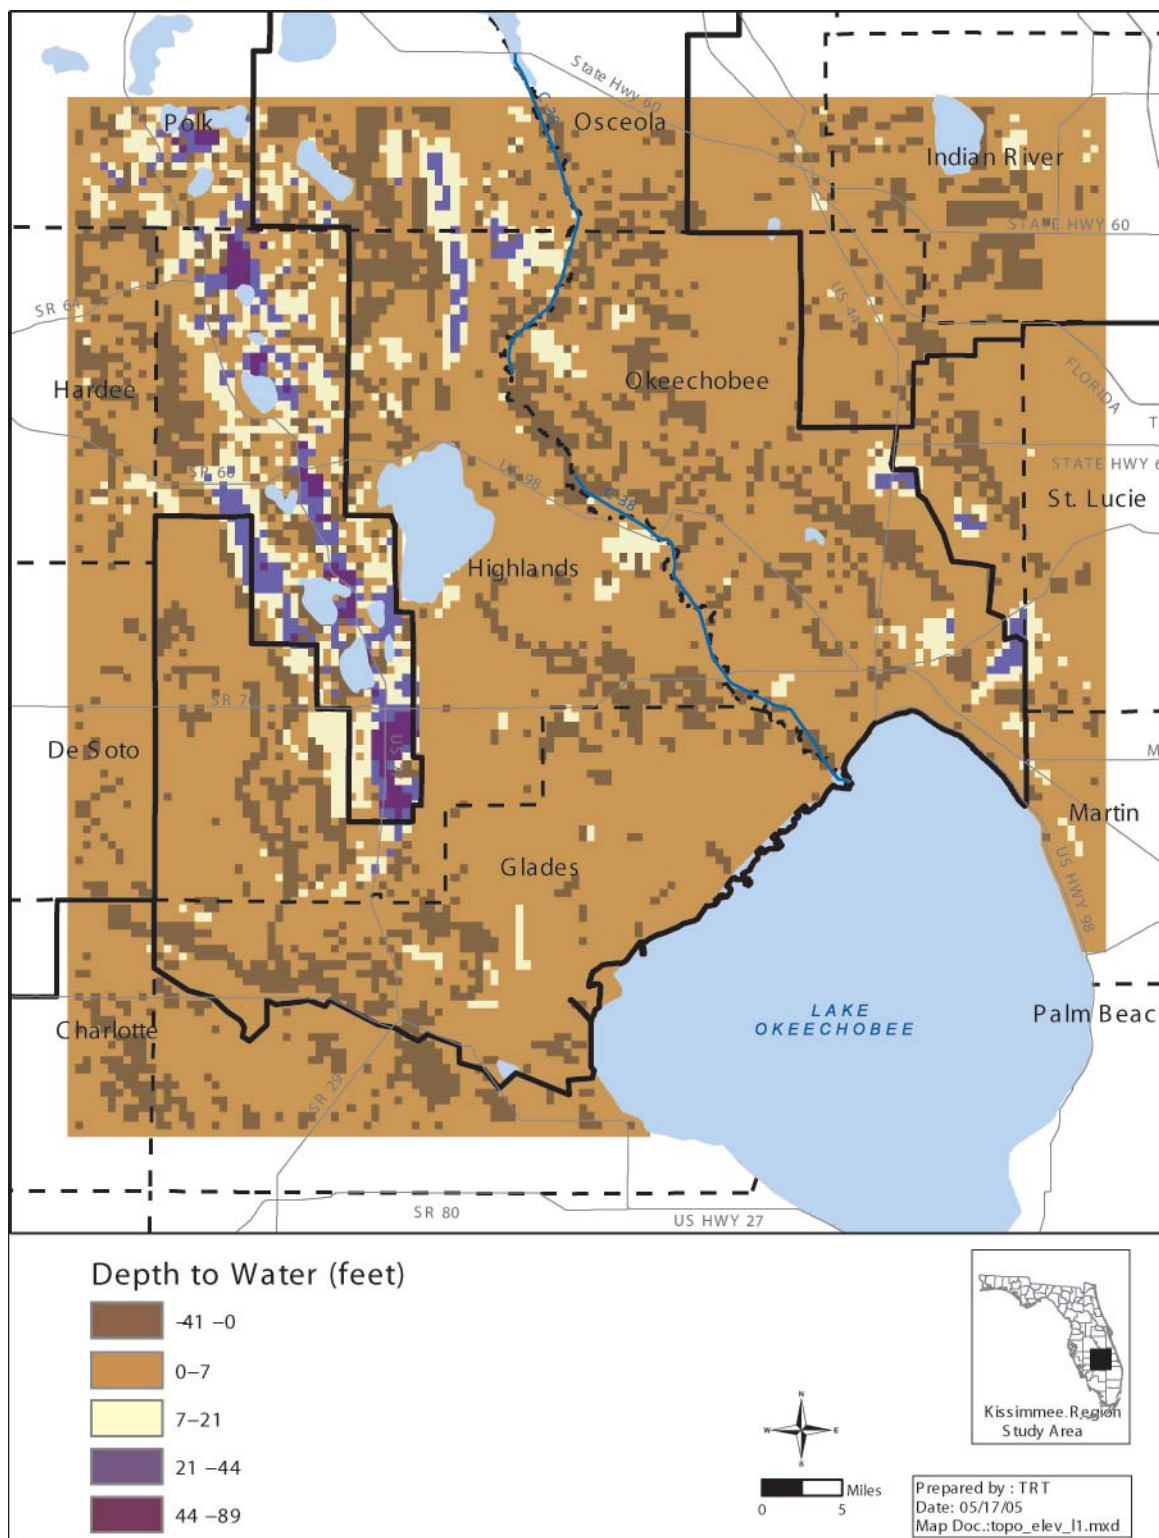 State Hwy 60
C-38
Polk
Osceola
Indian River
STATE HWY 60
SR 64
US 441
Hardee
Okeechobee
FLORIDA
T
SR 66
US 98
C-38
STATE HWY 6
St. Lucie
Highlands
SR 70
De Soto
US
M
Martin
Glades
US HWY 98
LAKE
OKEECHOBEE
Palm Beac
Charlotte
SR 29
SR 80
US HWY 27
Depth to Water (feet)
-41 –0
0–7
7–21
21 –44
44 –89
N
W
E
S
Miles
0
5
Kissimmee Region
Study Area
Prepared by : TRT
Date: 05/17/05
Map Doc.:topo_elev_l1.mxd